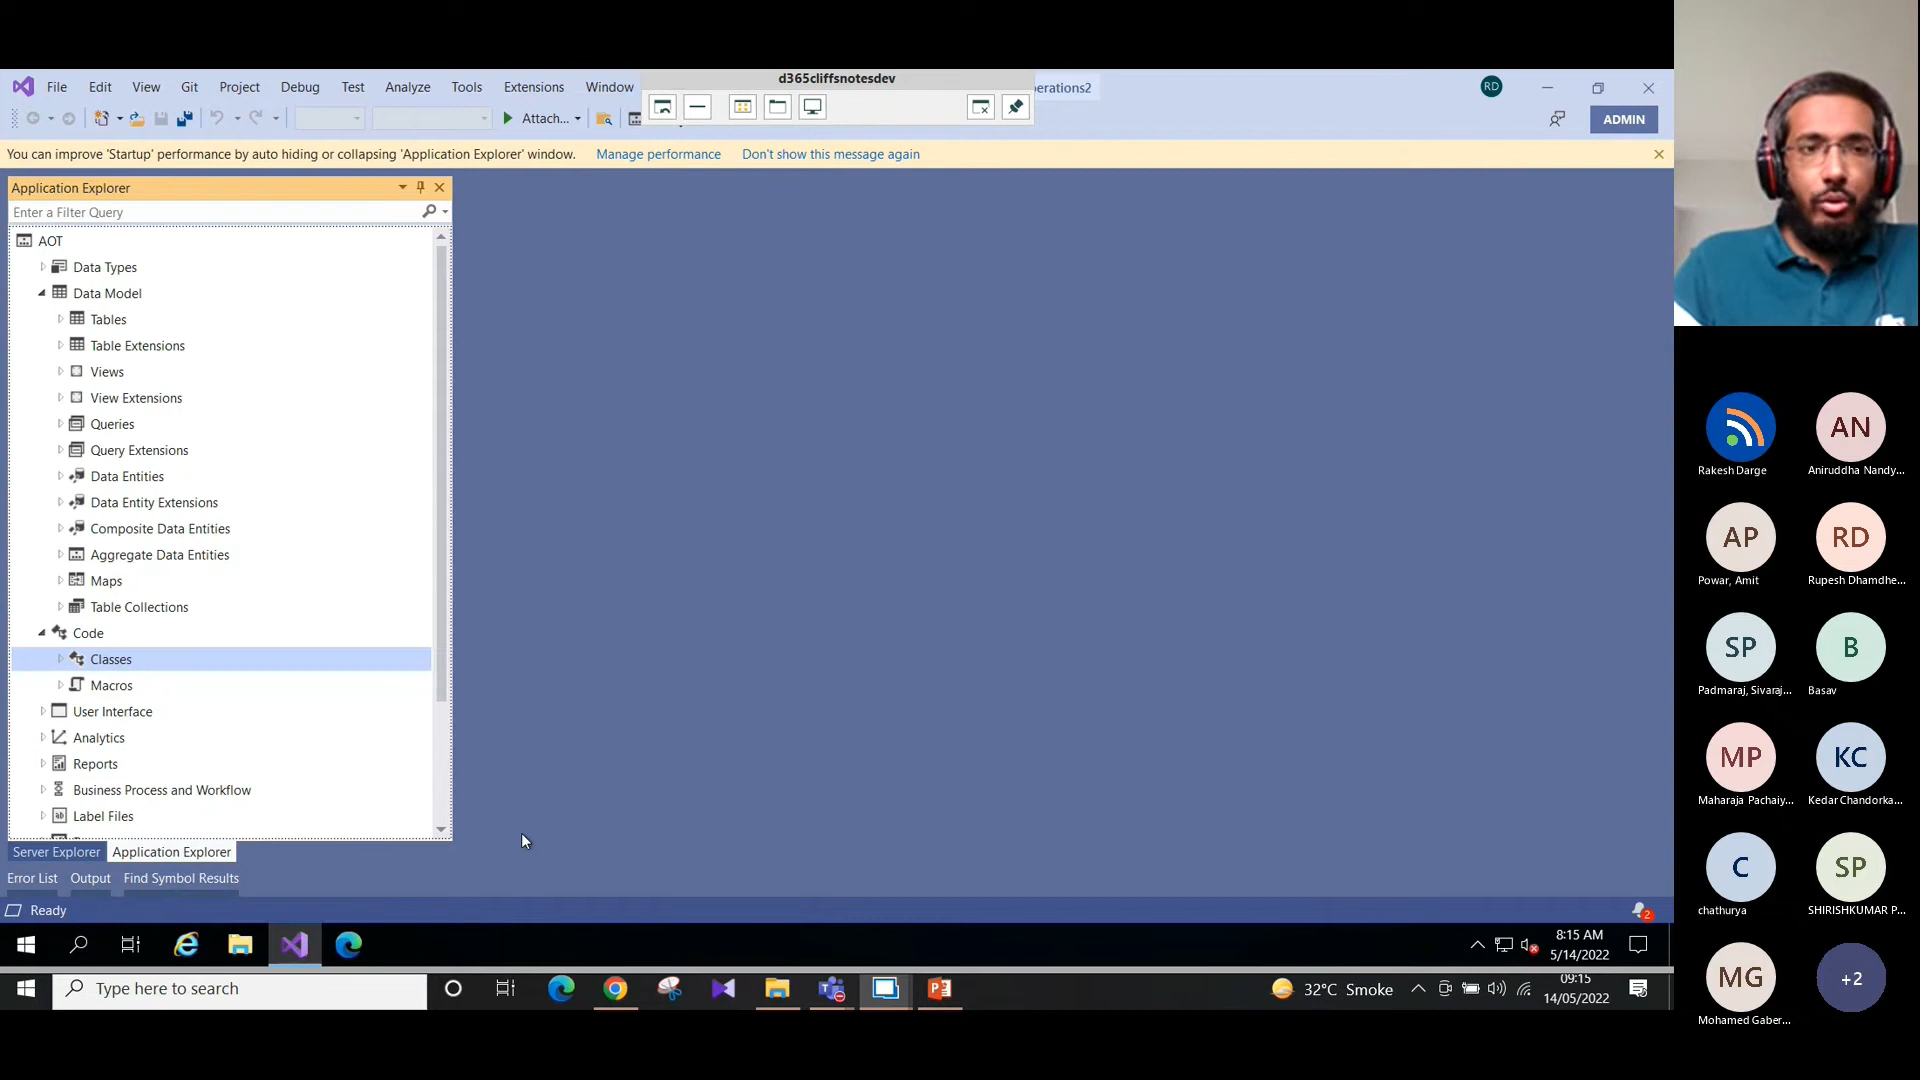 d365cliffsnotesdev
File Edit View Git Project Debug Test Analyze Tools Extensions Window
erations2
RD
Attach...
ADMIN
You can improve 'Startup' performance by auto hiding or collapsing 'Application Explorer' window. Manage performance Don't show this message again
Application Explorer
Enter a Filter Query
AOT
Data Types
Data Model
Tables
Table Extensions
Views
View Extensions
Queries
Query Extensions
Data Entities
Data Entity Extensions
Composite Data Entities
Aggregate Data Entities
Maps
Table Collections
Code
Classes
Macros
User Interface
Analytics
Reports
Business Process and Workflow
Label Files
Server Explorer Application Explorer
Error List Output Find Symbol Results
Ready
2
8:15 AM
5/14/2022
Type here to search
32°C Smoke
09:15
14/05/2022
AN
Rakesh Darge Aniruddha Nandy...
AP RD
Powar, Amit Rupesh Dhamdhe...
SP B
Padmaraj, Sivaraj... Basav
MP KC
Maharaja Pachaiy... Kedar Chandorka...
C SP
chathurya SHIRISHKUMAR P...
MG +2
Mohamed Gaber...